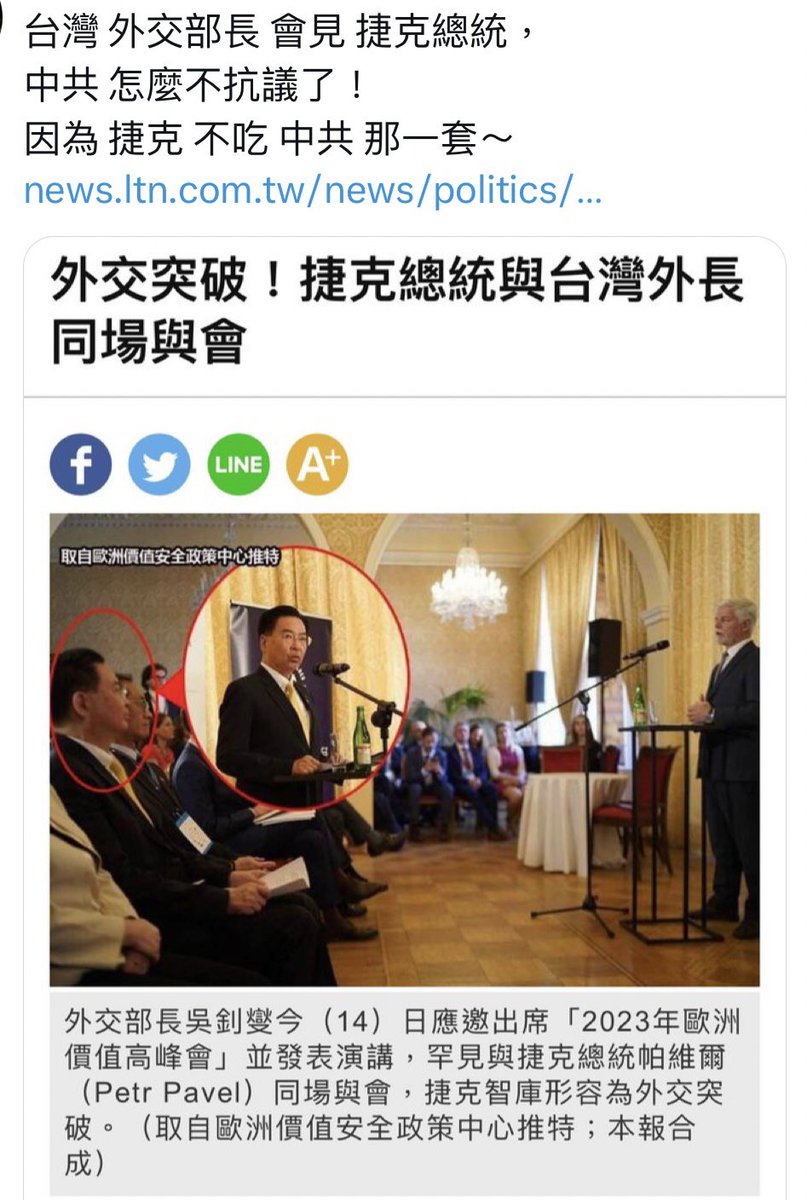 台灣 外交部長 會見 捷克總統，
中共 怎麼不抗議了！
因為 捷克 不吃 中共 那一套～
news.ltn.com.tw/news/politics/...
外交突破！捷克總統與台灣外長
同場與會
f
LINE
A+
取自歐洲價值安全政策中心推特
外交部長吳釗燮今（14）日應邀出席「2023年歐洲
價值高峰會」並發表演講，罕見與捷克總統帕維爾
（Petr Pavel）同場與會，捷克智庫形容為外交突
破。（取自歐洲價值安全政策中心推特；本報合
成）